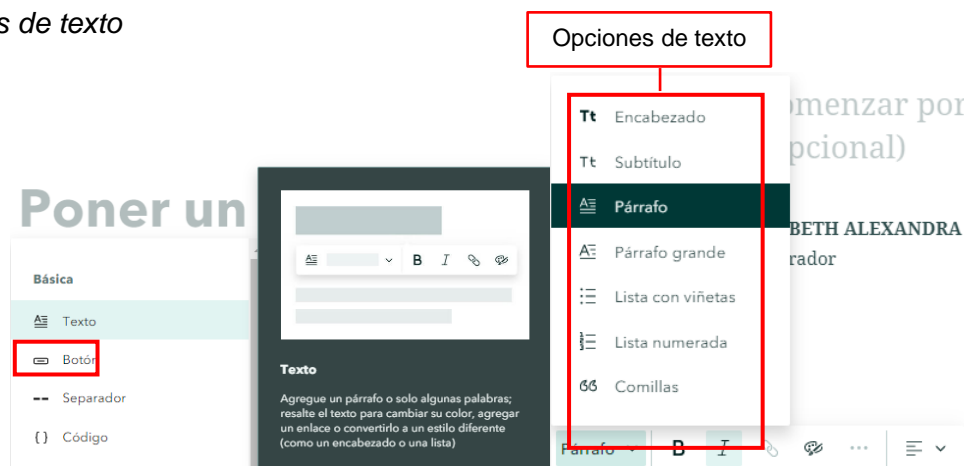 s de texto
Opciones de texto
omenzar por
pcional)
Poner un
BETH ALEXANDRA
rador
Básica
Texto
Botón
Separador
{ } Código
B I
Texto
Agregue un párrafo o solo algunas palabras;
resalte el texto para cambiar su color, agregar
un enlace o convertirlo a un estilo diferente
(como un encabezado o una lista)
Tt Encabezado
Tt Subtítulo
Párrafo
Párrafo grande
Lista con viñetas
Lista numerada
Comillas
Párrafo B I